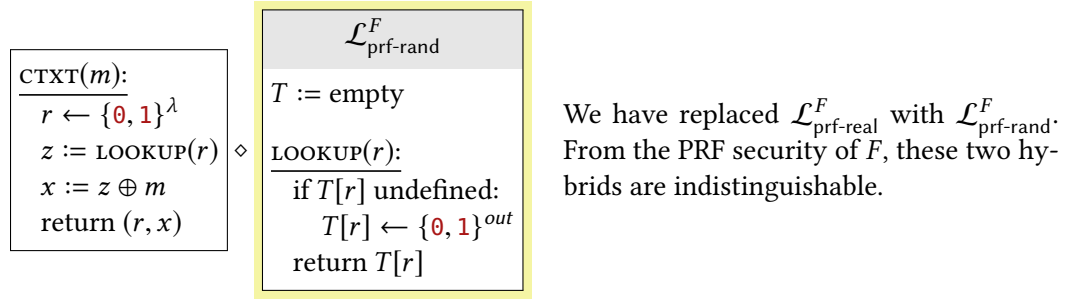 CTXT(m):
r ← {0, 1}^λ
z := LOOKUP(r)
x := z ⊕ m
return (r, x)
⋄
𝓛^F_prf-rand
T := empty
LOOKUP(r):
if T[r] undefined:
T[r] ← {0, 1}^out
return T[r]
We have replaced 𝓛^F_prf-real with 𝓛^F_prf-rand.
From the PRF security of F, these two hy-
brids are indistinguishable.